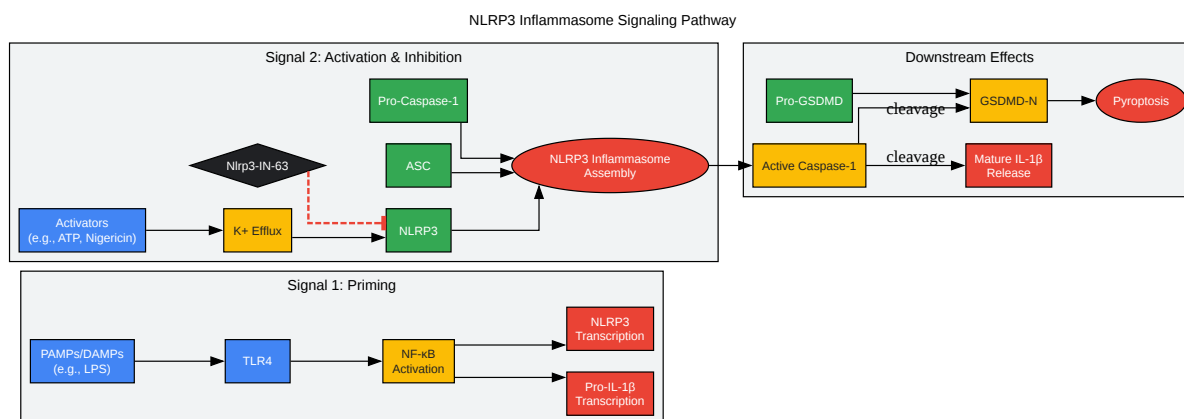 NLRP3 Inflammasome Signaling Pathway
Signal 2: Activation & Inhibition
Pro-Caspase-1
Nlrp3-IN-63
ASC
NLRP3 Inflammasome
Assembly
Activators
(e.g., ATP, Nigericin)
K+ Efflux
NLRP3
Downstream Effects
Pro-GSDMD
cleavage
GSDMD-N
Pyroptosis
Active Caspase-1
cleavage
Mature IL-1β
Release
Signal 1: Priming
PAMPs/DAMPs
(e.g., LPS)
TLR4
NF-κB
Activation
NLRP3
Transcription
Pro-IL-1β
Transcription